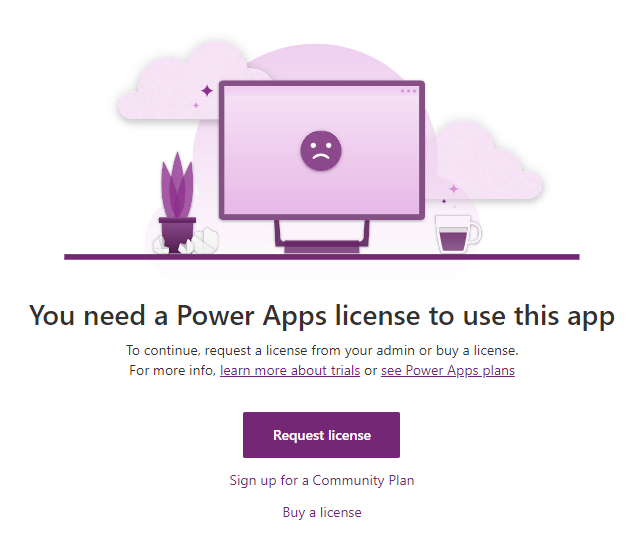 You need a Power Apps license to use this app
To continue, request a license from your admin or buy a license.
For more info, learn more about trials or see Power Apps plans
Request license
Sign up for a Community Plan
Buy a license